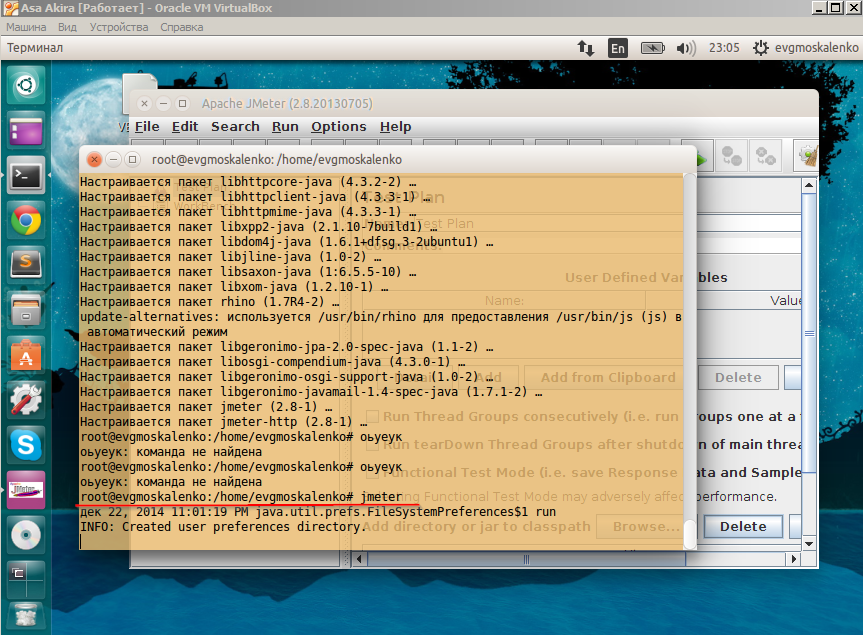 Asa Akira [Работает] - Oracle VM VirtualBox
Машина Вид Устройства Справка
Терминал En 23:05 evgmoskalenko
Apache JMeter (2.8.20130705)
File Edit Search Run Options Help
root@evgmoskalenko: /home/evgmoskalenko
Настраивается пакет libhttpcore-java (4.3.2-2) …
Настраивается пакет libhttpclient-java (4.3.3-1) …
Настраивается пакет libhttpmime-java (4.3.3-1) …
Настраивается пакет libxpp2-java (2.1.10-7build1) …
Настраивается пакет libdom4j-java (1.6.1+dfsg.3-2ubuntu1) …
Настраивается пакет libjline-java (1.0-2) …
Настраивается пакет libsaxon-java (1:6.5.5-10) …
Настраивается пакет libxom-java (1.2.10-1) …
Настраивается пакет rhino (1.7R4-2) …
update-alternatives: используется /usr/bin/rhino для предоставления /usr/bin/js (js) в
автоматический режим
Настраивается пакет libgeronimo-jpa-2.0-spec-java (1.1-2) …
Настраивается пакет libosgi-compendium-java (4.3.0-1) …
Настраивается пакет libgeronimo-osgi-support-java (1.0-2) …
Настраивается пакет libgeronimo-javamail-1.4-spec-java (1.7.1-2) …
Настраивается пакет jmeter (2.8-1) …
Настраивается пакет jmeter-http (2.8-1) …
root@evgmoskalenko:/home/evgmoskalenko# оьуеук
оьуеук: команда не найдена
root@evgmoskalenko:/home/evgmoskalenko# оьуеук
оьуеук: команда не найдена
root@evgmoskalenko:/home/evgmoskalenko# jmeter
дек 22, 2014 11:01:19 PM java.util.prefs.FileSystemPreferences$1 run
INFO: Created user preferences directory.
Test Plan
Test Plan
Comments:
User Defined Variables
Name: Value
Add Add from Clipboard Delete
Run Thread Groups consecutively (i.e. run groups one at a
Run tearDown Thread Groups after shutdown of main threa
Functional Test Mode (i.e. save Response Data and Sample
Functional Test Mode may adversely affect performance.
Add directory or jar to classpath Browse... Delete